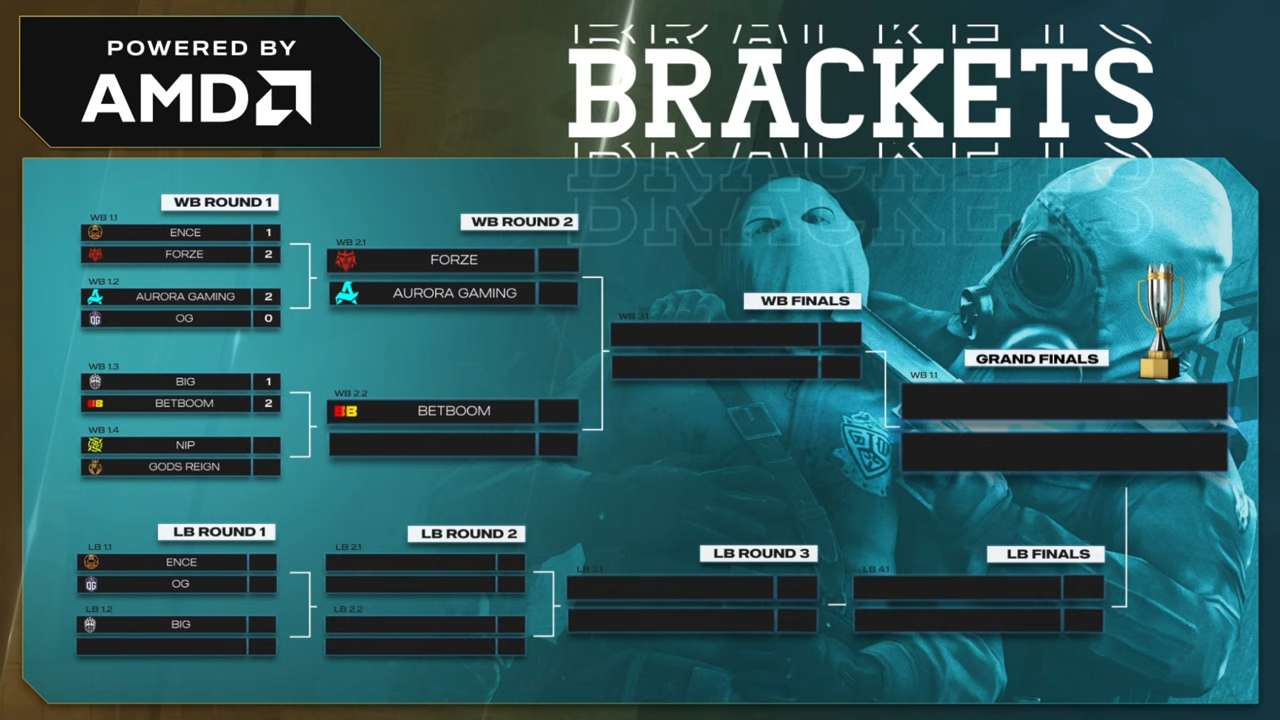 POWERED BY
AMD
BRACKETS
WB ROUND 1
WB 1.1
ENCE 1
FORZE 2
WB 1.2
AURORA GAMING 2
OG 0
WB 1.3
BIG 1
BETBOOM 2
WB 1.4
NIP
GODS REIGN
WB ROUND 2
WB 2.1
FORZE
AURORA GAMING
WB 2.2
BB BETBOOM
WB FINALS
WB 3.1
GRAND FINALS
WB 1.1
LB ROUND 1
LB 1.1
ENCE
OG OG
LB 1.2
BIG
LB ROUND 2
LB 2.1
LB 2.2
LB ROUND 3
LB 3.1
LB FINALS
LB 4.1